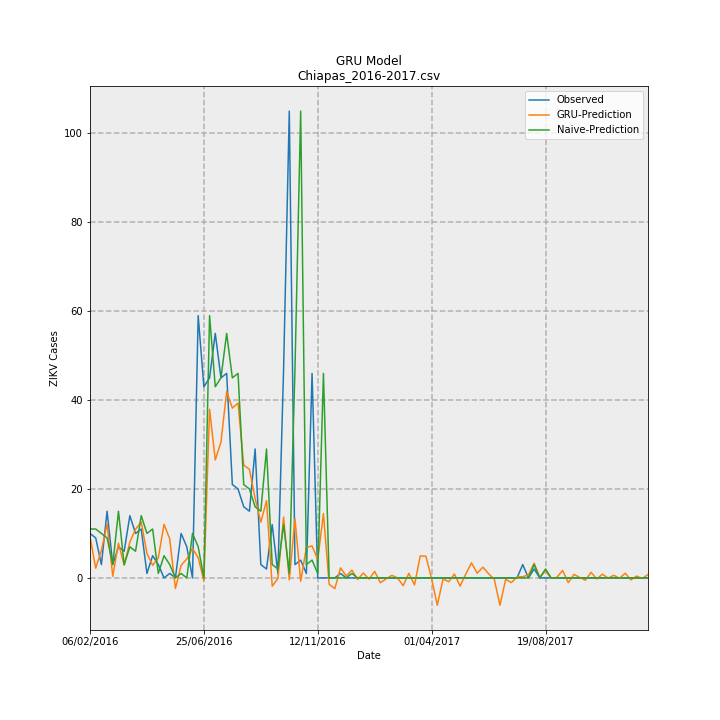 GRU Model
Chiapas_2016-2017.csv
Observed
GRU-Prediction
Naive-Prediction
100
80
60
40
20
0
ZIKV Cases
06/02/2016
25/06/2016
12/11/2016
01/04/2017
19/08/2017
Date